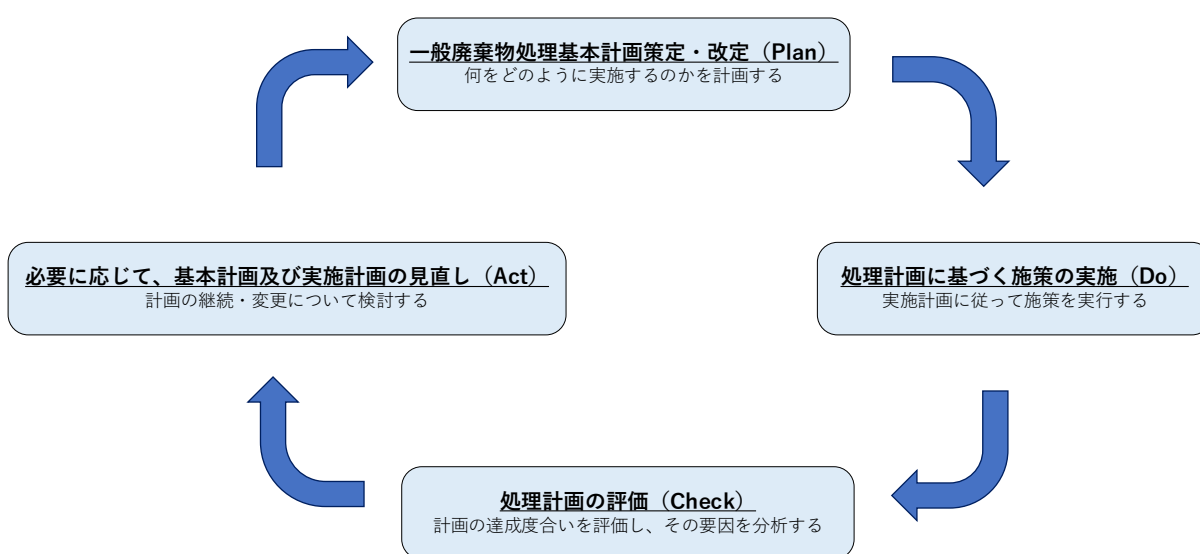 一般廃棄物処理基本計画策定・改定（Plan）
何をどのように実施するのかを計画する
必要に応じて、基本計画及び実施計画の見直し（Act）
計画の継続・変更について検討する
処理計画に基づく施策の実施（Do）
実施計画に従って施策を実行する
処理計画の評価（Check）
計画の達成度合いを評価し、その要因を分析する